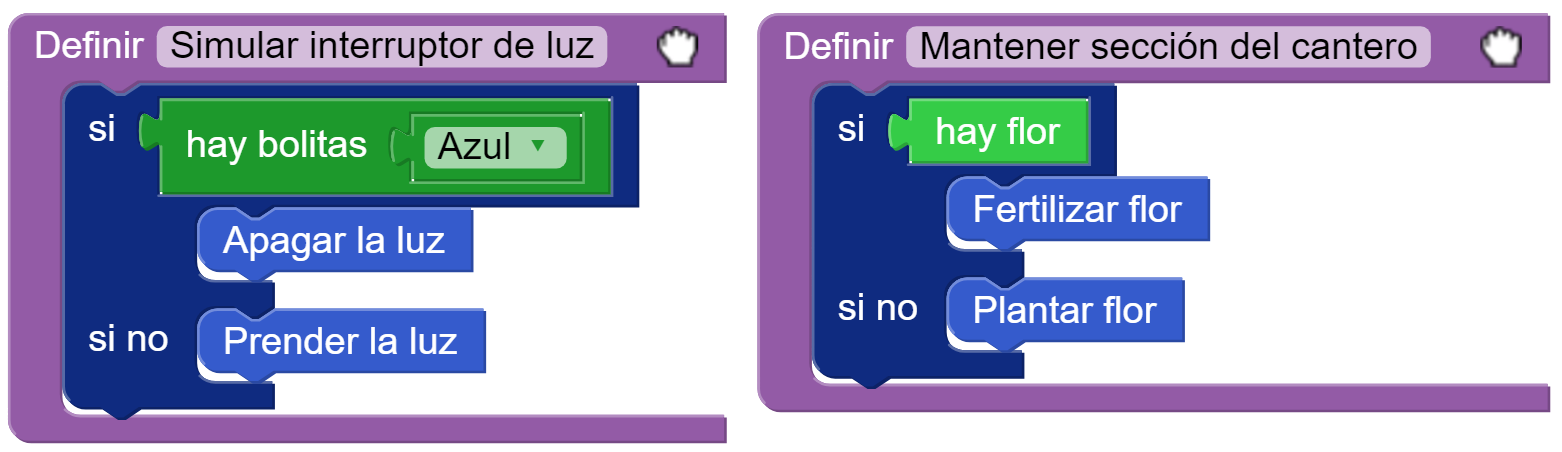 Definir Simular interruptor de luz
si hay bolitas Azul
Apagar la luz
si no Prender la luz
Definir Mantener sección del cantero
si hay flor
Fertilizar flor
si no Plantar flor